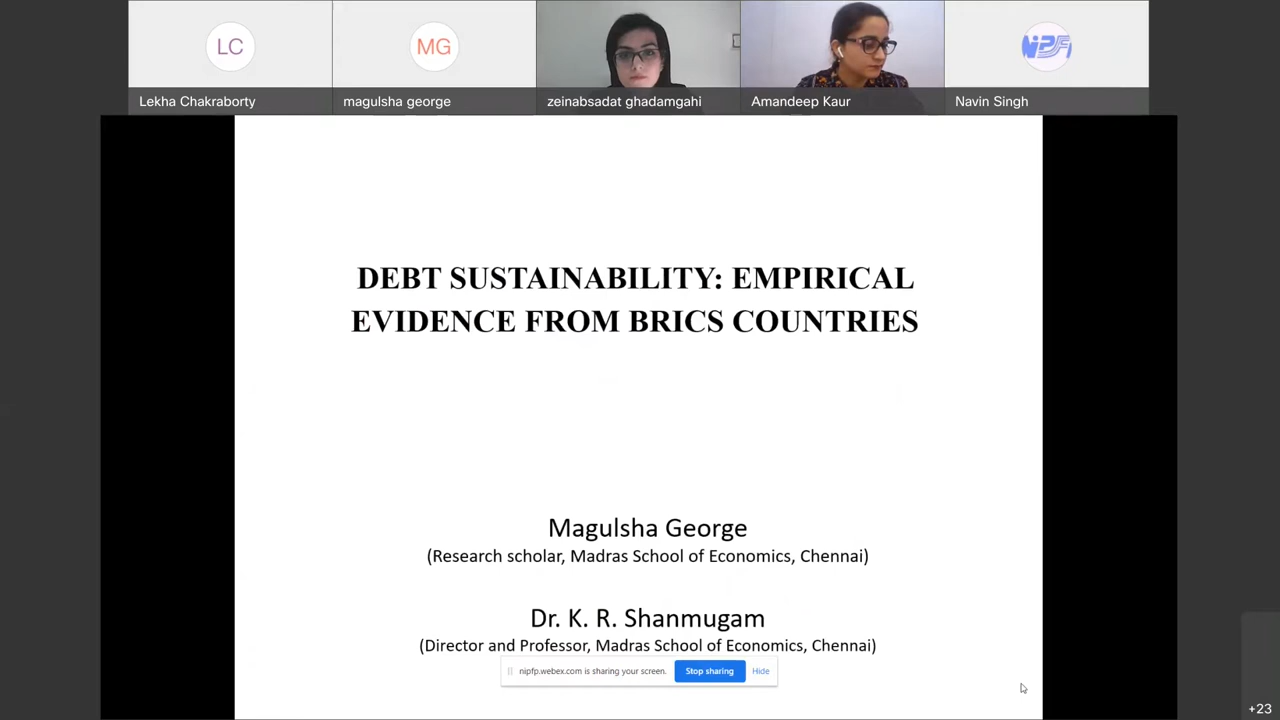 LC
MG
NIPF
Lekha Chakraborty
magulsha george
zeinabsadat ghadamgahi
Amandeep Kaur
Navin Singh
DEBT SUSTAINABILITY: EMPIRICAL
EVIDENCE FROM BRICS COUNTRIES
Magulsha George
(Research scholar, Madras School of Economics, Chennai)
Dr. K. R. Shanmugam
(Director and Professor, Madras School of Economics, Chennai)
nipfp.webex.com is sharing your screen. Stop sharing Hide
+23